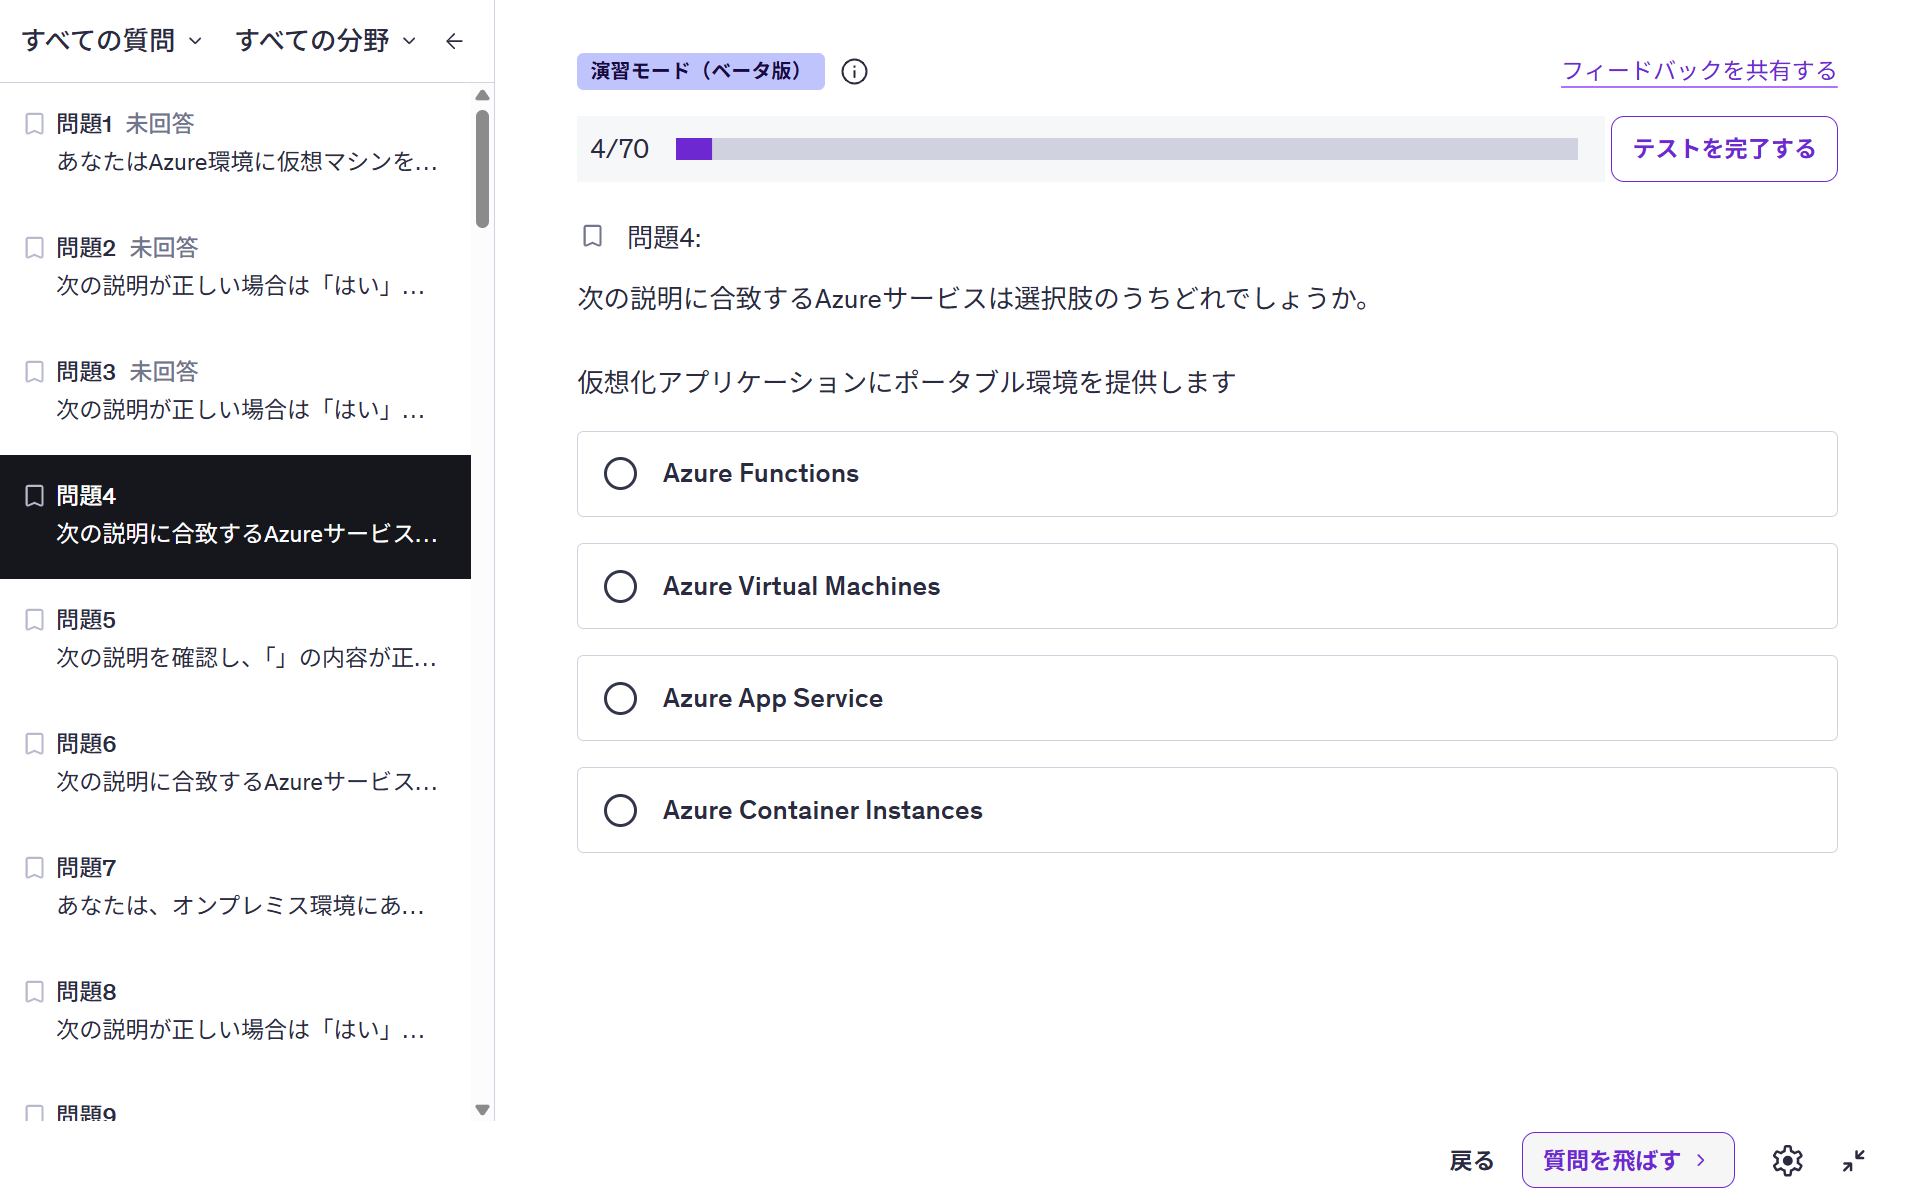 すべての質問 すべての分野
問題1 未回答
あなたはAzure環境に仮想マシンを...
問題2 未回答
次の説明が正しい場合は「はい」...
問題3 未回答
次の説明が正しい場合は「はい」...
問題4
次の説明に合致するAzureサービス...
問題5
次の説明を確認し、「」の内容が正...
問題6
次の説明に合致するAzureサービス...
問題7
あなたは、オンプレミス環境にあ...
問題8
次の説明が正しい場合は「はい」...
問題9
演習モード（ベータ版）
フィードバックを共有する
4/70
テストを完了する
問題4:
次の説明に合致するAzureサービスは選択肢のうちどれでしょうか。
仮想化アプリケーションにポータブル環境を提供します
Azure Functions
Azure Virtual Machines
Azure App Service
Azure Container Instances
戻る
質問を飛ばす